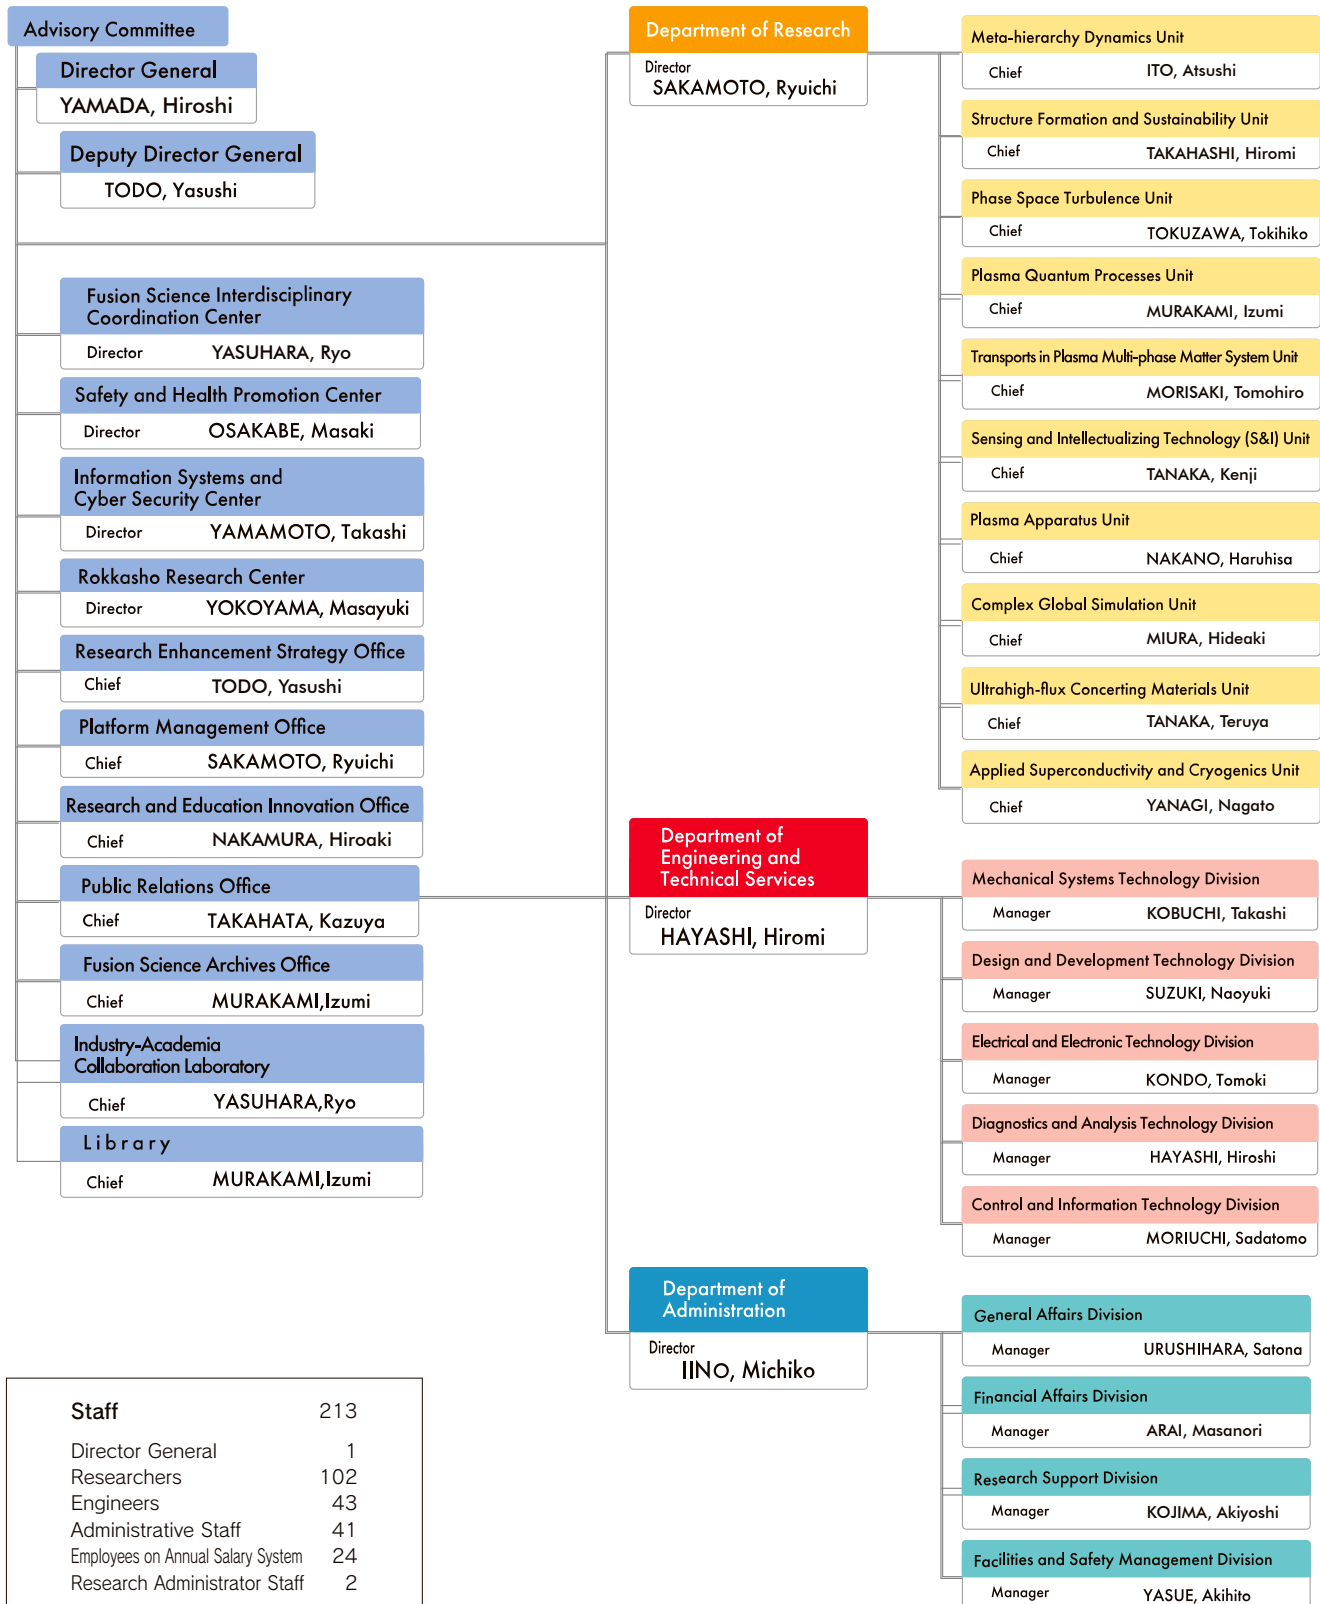 Advisory Committee
Director General
YAMADA, Hiroshi
Deputy Director General
TODO, Yasushi
Fusion Science Interdisciplinary
Coordination Center
Director YASUHARA, Ryo
Safety and Health Promotion Center
Director OSAKABE, Masaki
Information Systems and
Cyber Security Center
Director YAMAMOTO, Takashi
Rokkasho Research Center
Director YOKOYAMA, Masayuki
Research Enhancement Strategy Office
Chief TODO, Yasushi
Platform Management Office
Chief SAKAMOTO, Ryuichi
Research and Education Innovation Office
Chief NAKAMURA, Hiroaki
Public Relations Office
Chief TAKAHATA, Kazuya
Fusion Science Archives Office
Chief MURAKAMI,Izumi
Industry-Academia
Collaboration Laboratory
Chief YASUHARA,Ryo
Library
Chief MURAKAMI,Izumi
Department of Research
Director
SAKAMOTO, Ryuichi
Meta-hierarchy Dynamics Unit
Chief ITO, Atsushi
Structure Formation and Sustainability Unit
Chief TAKAHASHI, Hiromi
Phase Space Turbulence Unit
Chief TOKUZAWA, Tokihiko
Plasma Quantum Processes Unit
Chief MURAKAMI, Izumi
Transports in Plasma Multi-phase Matter System Unit
Chief MORISAKI, Tomohiro
Sensing and Intellectualizing Technology (S&I) Unit
Chief TANAKA, Kenji
Plasma Apparatus Unit
Chief NAKANO, Haruhisa
Complex Global Simulation Unit
Chief MIURA, Hideaki
Ultrahigh-flux Concerting Materials Unit
Chief TANAKA, Teruya
Applied Superconductivity and Cryogenics Unit
Chief YANAGI, Nagato
Department of
Engineering and
Technical Services
Director
HAYASHI, Hiromi
Mechanical Systems Technology Division
Manager KOBUCHI, Takashi
Design and Development Technology Division
Manager SUZUKI, Naoyuki
Electrical and Electronic Technology Division
Manager KONDO, Tomoki
Diagnostics and Analysis Technology Division
Manager HAYASHI, Hiroshi
Control and Information Technology Division
Manager MORIUCHI, Sadatomo
Department of
Administration
Director
IINO, Michiko
General Affairs Division
Manager URUSHIHARA, Satona
Financial Affairs Division
Manager ARAI, Masanori
Research Support Division
Manager KOJIMA, Akiyoshi
Facilities and Safety Management Division
Manager YASUE, Akihito
Staff 213
Director General 1
Researchers 102
Engineers 43
Administrative Staff 41
Employees on Annual Salary System 24
Research Administrator Staff 2